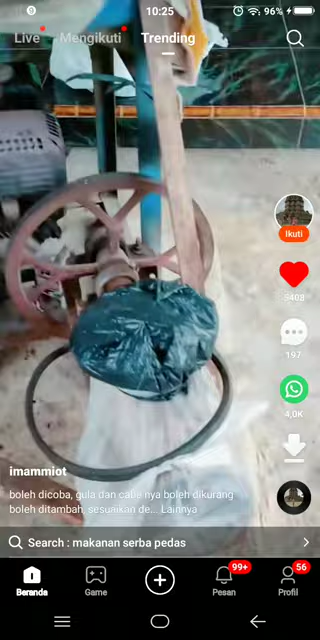 10:25
96%
Live
Mengikuti
Trending
Ikuti
197
4,0K
imammiot
boleh dicoba, gula dan cabe nya boleh dikurang
boleh ditambah, sesuaikan de... Lainnya
Search : makanan serba pedas
99+
56
Beranda
Game
Pesan
Profil